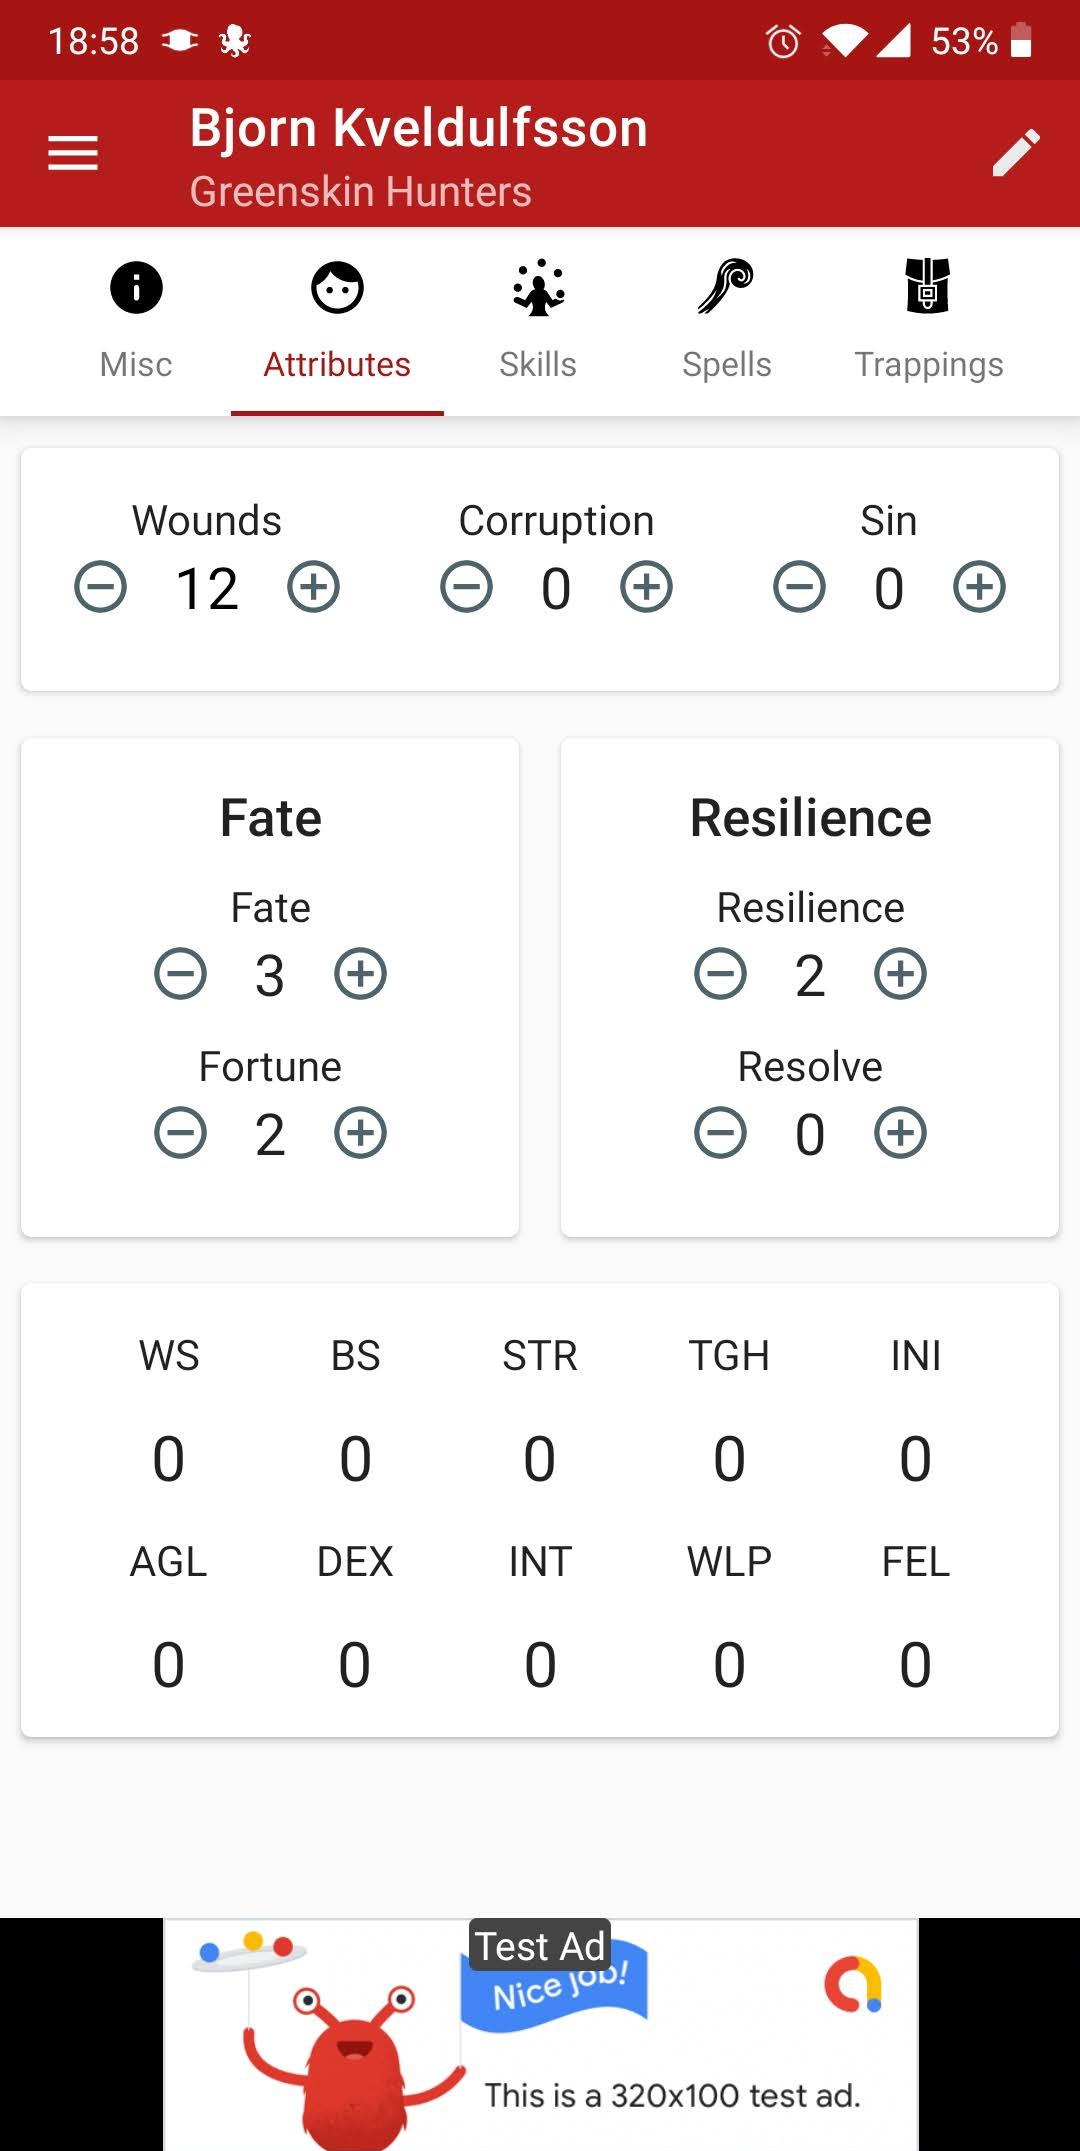 18:58 53%
Bjorn Kveldulfsson
Greenskin Hunters
Misc Attributes Skills Spells Trappings
Wounds Corruption Sin
12 0 0
Fate Resilience
Fate Resilience
3 2
Fortune Resolve
2 0
WS BS STR TGH INI
0 0 0 0 0
AGL DEX INT WLP FEL
0 0 0 0 0
Test Ad
Nice job!
This is a 320x100 test ad.